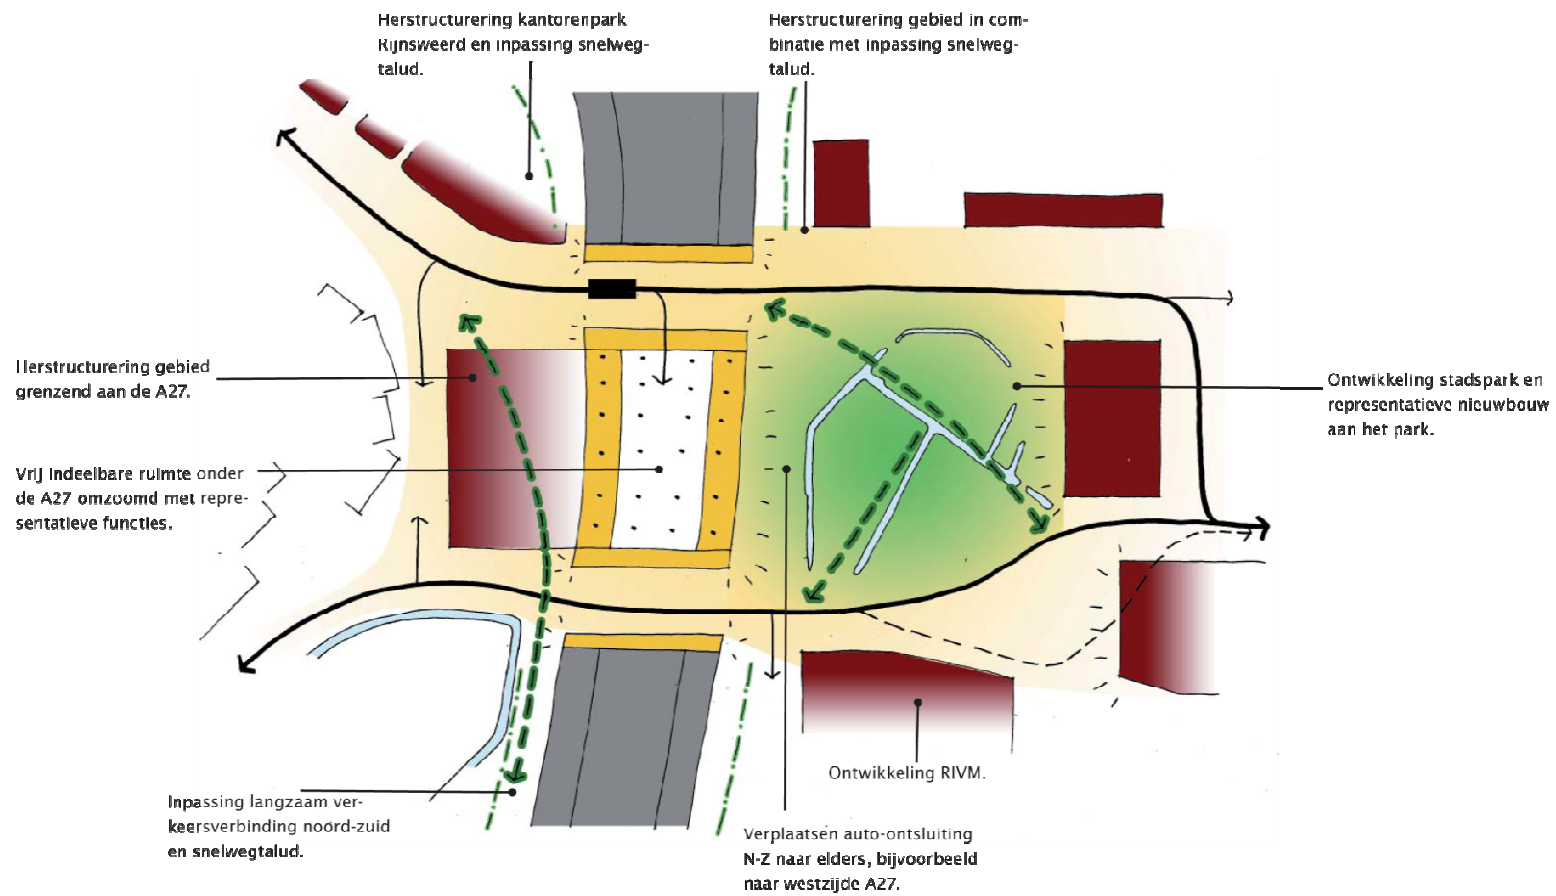 Herstructurering kantorenpark
Rijnsweerd en inpassing snelweg-
talud.
Herstructurering gebied in com-
binatie met inpassing snelweg-
talud.
Herstructurering gebied
grenzend aan de A27.
Vrij indeelbare ruimte onder
de A27 omzoomd met repre-
sentatieve functies.
Ontwikkeling stadspark en
representatieve nieuwbouw
aan het park.
Ontwikkeling RIVM.
Inpassing langzaam ver-
keersverbinding noord-zuid
en snelwegtalud.
Verplaatsen auto-ontsluiting
N-Z naar elders, bijvoorbeeld
naar westzijde A27.